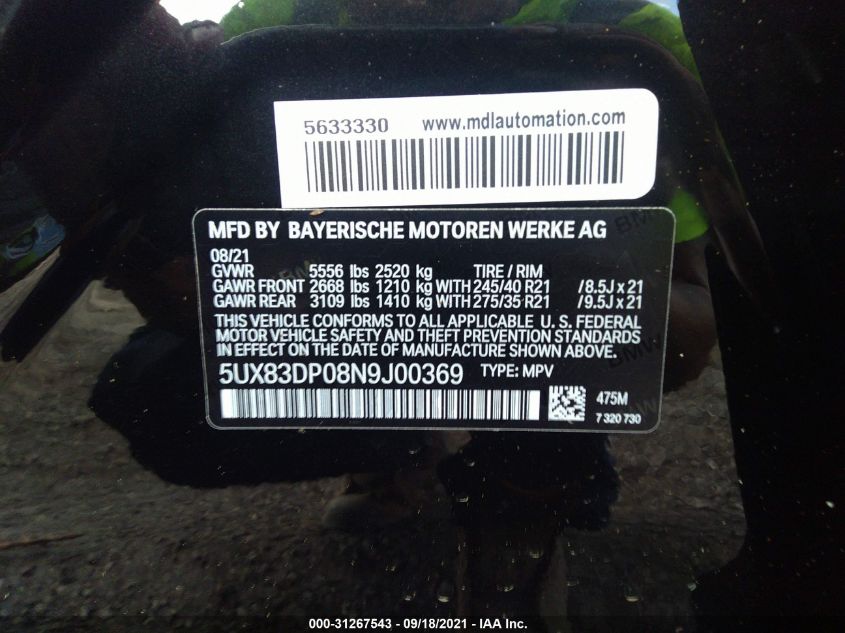 5633330 www.mdlautomation.com
MFD BY BAYERISCHE MOTOREN WERKE AG
08/21
GVWR 5556 lbs 2520 kg TIRE / RIM
GAWR FRONT 2668 lbs 1210 kg WITH 245/40 R21 / 8.5J x 21
GAWR REAR 3109 lbs 1410 kg WITH 275/35 R21 / 9.5J x 21
THIS VEHICLE CONFORMS TO ALL APPLICABLE U. S. FEDERAL
MOTOR VEHICLE SAFETY AND THEFT PREVENTION STANDARDS
IN EFFECT ON THE DATE OF MANUFACTURE SHOWN ABOVE.
5UX83DP08N9J00369 TYPE: MPV
475M
7 320 730
000-31267543 - 09/18/2021 - IAA Inc.